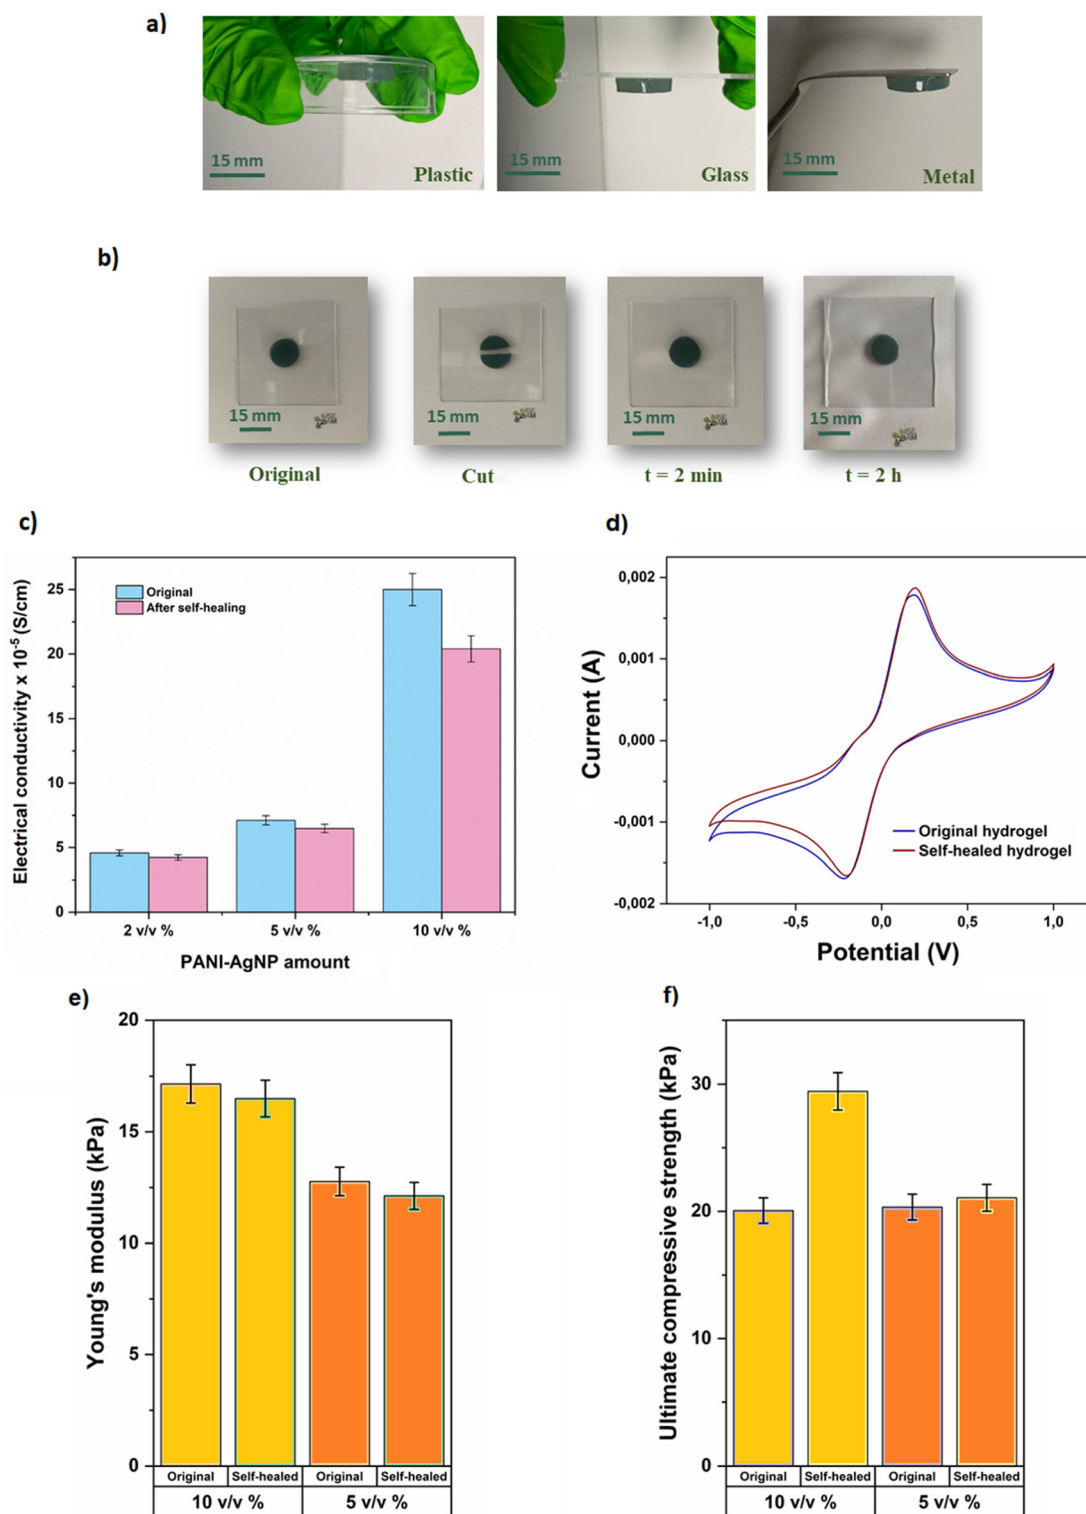 a)
15 mm
Plastic
15 mm
Glass
15 mm
Metal
b)
15 mm
Original
15 mm
Cut
15 mm
t = 2 min
15 mm
t = 2 h
c)
Electrical conductivity x 10⁻⁵ (S/cm)
25
20
15
10
5
0
Original
After self-healing
2 v/v %
5 v/v %
10 v/v %
PANI-AgNP amount
d)
Current (A)
0,002
0,001
0,000
-0,001
-0,002
Original hydrogel
Self-healed hydrogel
-1,0
-0,5
0,0
0,5
1,0
Potential (V)
e)
Young's modulus (kPa)
20
15
10
5
0
Original
Self-healed
Original
Self-healed
10 v/v %
5 v/v %
f)
Ultimate compressive strength (kPa)
30
20
10
0
Original
Self-healed
Original
Self-healed
10 v/v %
5 v/v %